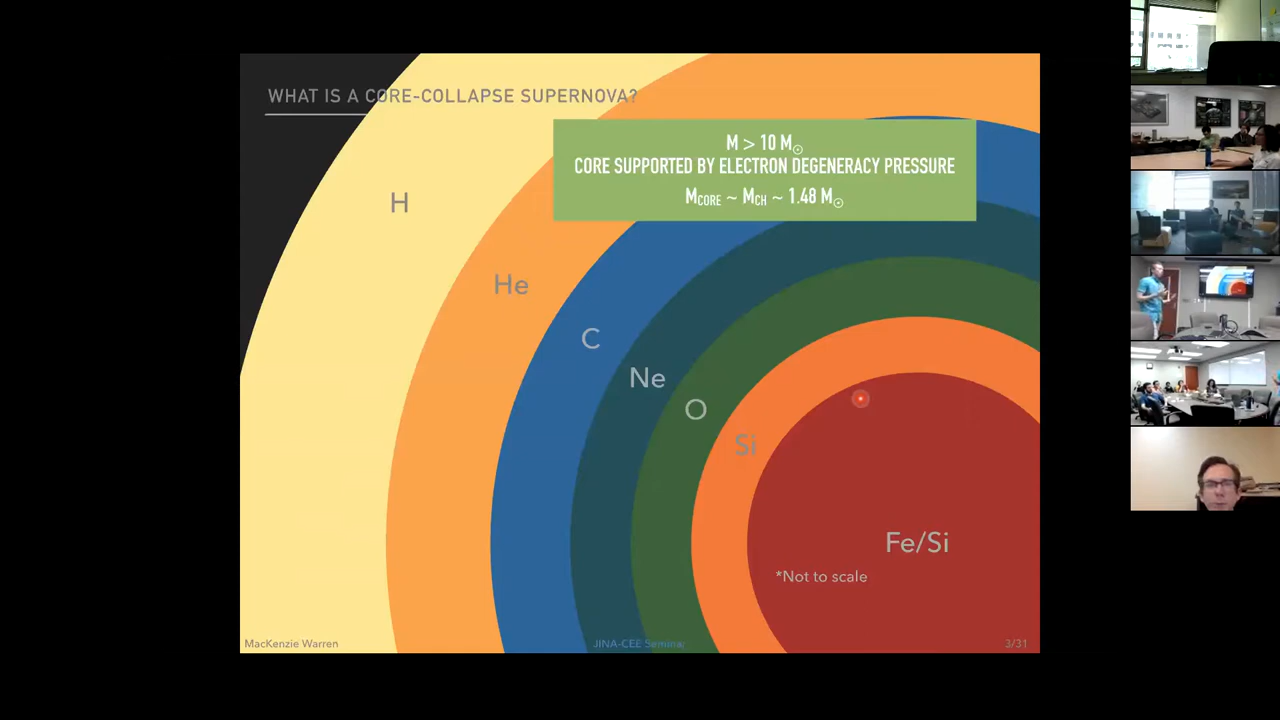 WHAT IS A CORE-COLLAPSE SUPERNOVA?
M > 10 M☉
CORE SUPPORTED BY ELECTRON DEGENERACY PRESSURE
MCORE ~ MCH ~ 1.48 M☉
H
He
C
Ne
O
Si
Fe/Si
*Not to scale
MacKenzie Warren
JINA-CEE Seminar
3/31